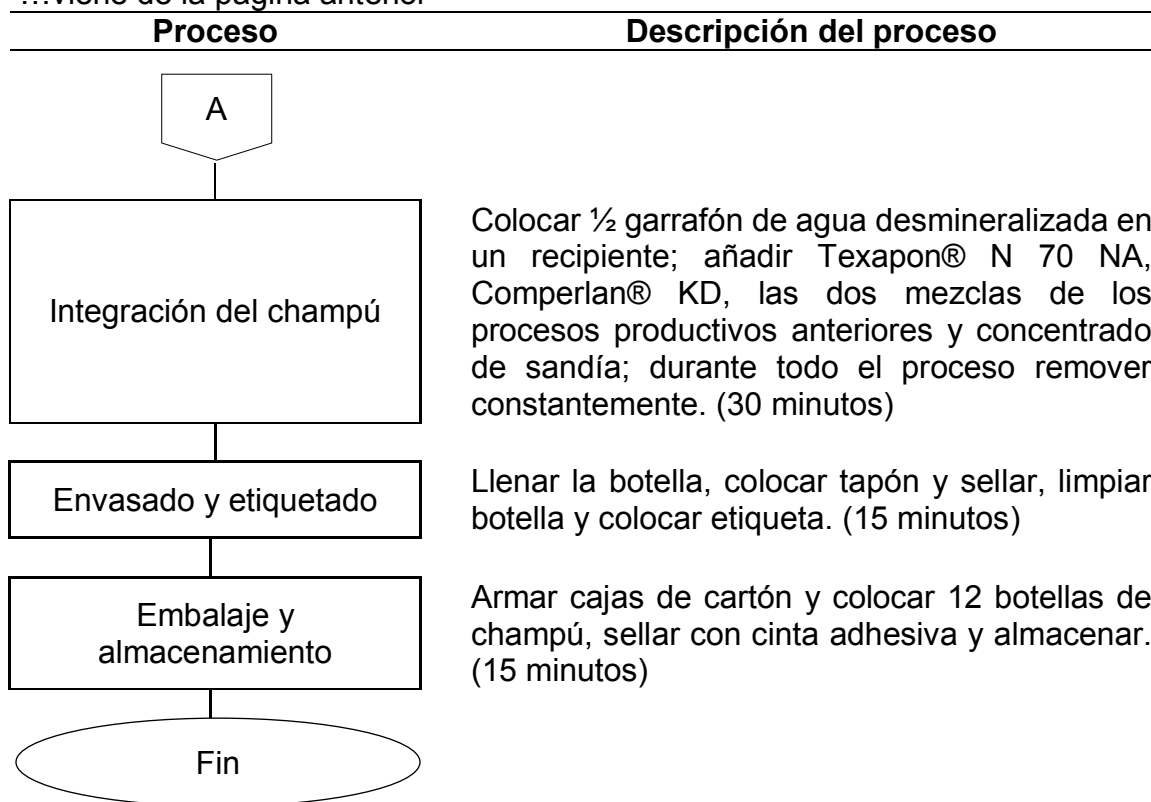 ...viene de la página anterior
Proceso Descripción del proceso
A
Integración del champú
Colocar ½ garrafón de agua desmineralizada en
un recipiente; añadir Texapon® N 70 NA,
Comperlan® KD, las dos mezclas de los
procesos productivos anteriores y concentrado
de sandía; durante todo el proceso remover
constantemente. (30 minutos)
Envasado y etiquetado
Llenar la botella, colocar tapón y sellar, limpiar
botella y colocar etiqueta. (15 minutos)
Embalaje y
almacenamiento
Armar cajas de cartón y colocar 12 botellas de
champú, sellar con cinta adhesiva y almacenar.
(15 minutos)
Fin